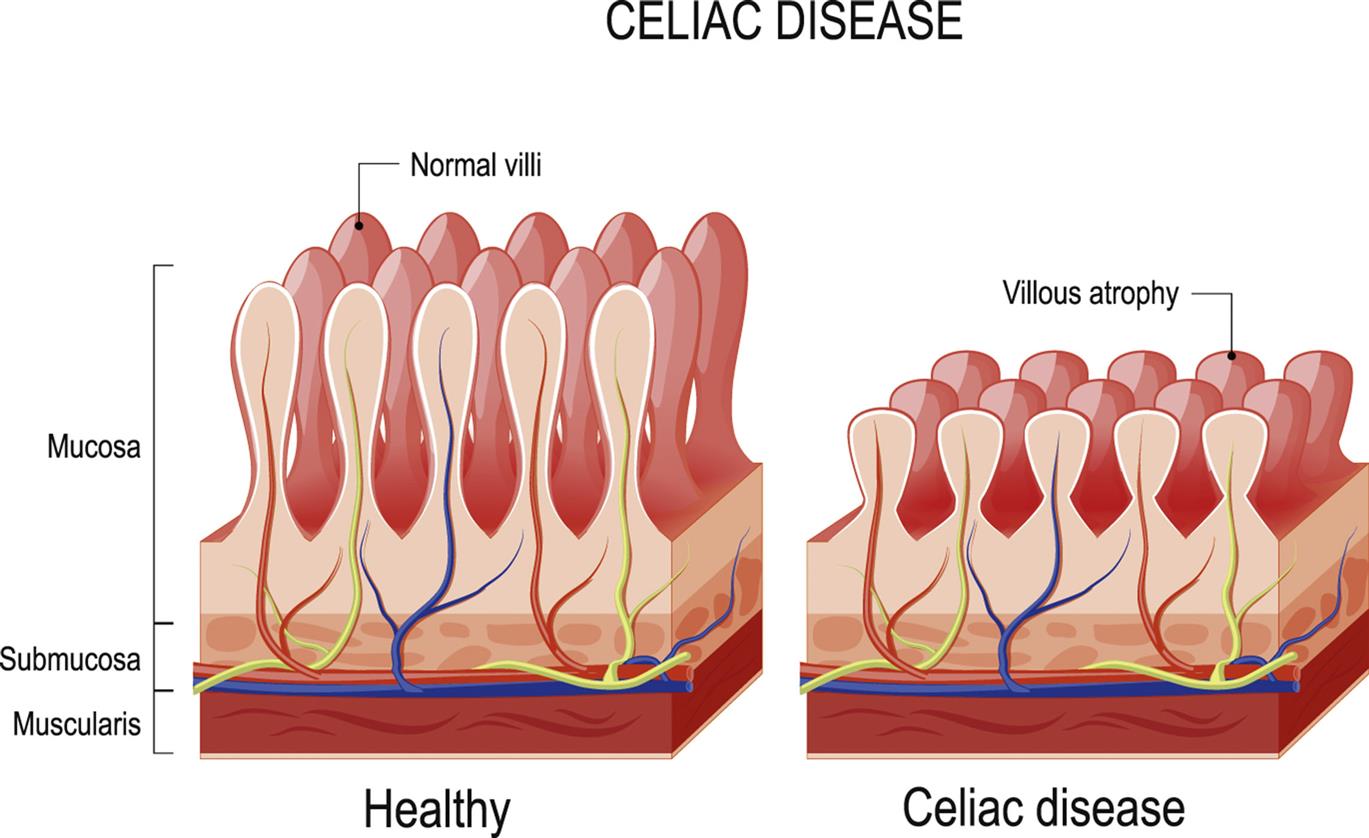 CELIAC DISEASE
Normal villi
Villous atrophy
Mucosa
Submucosa
Muscularis
Healthy
Celiac disease